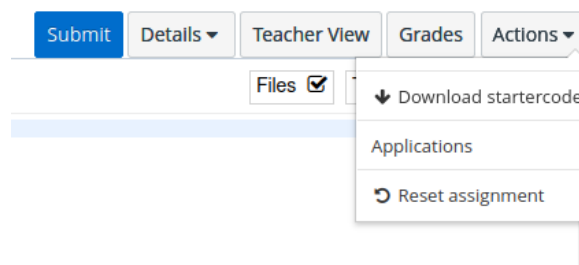 Submit Details Teacher View Grades Actions
Files
Download startercode
Applications
Reset assignment